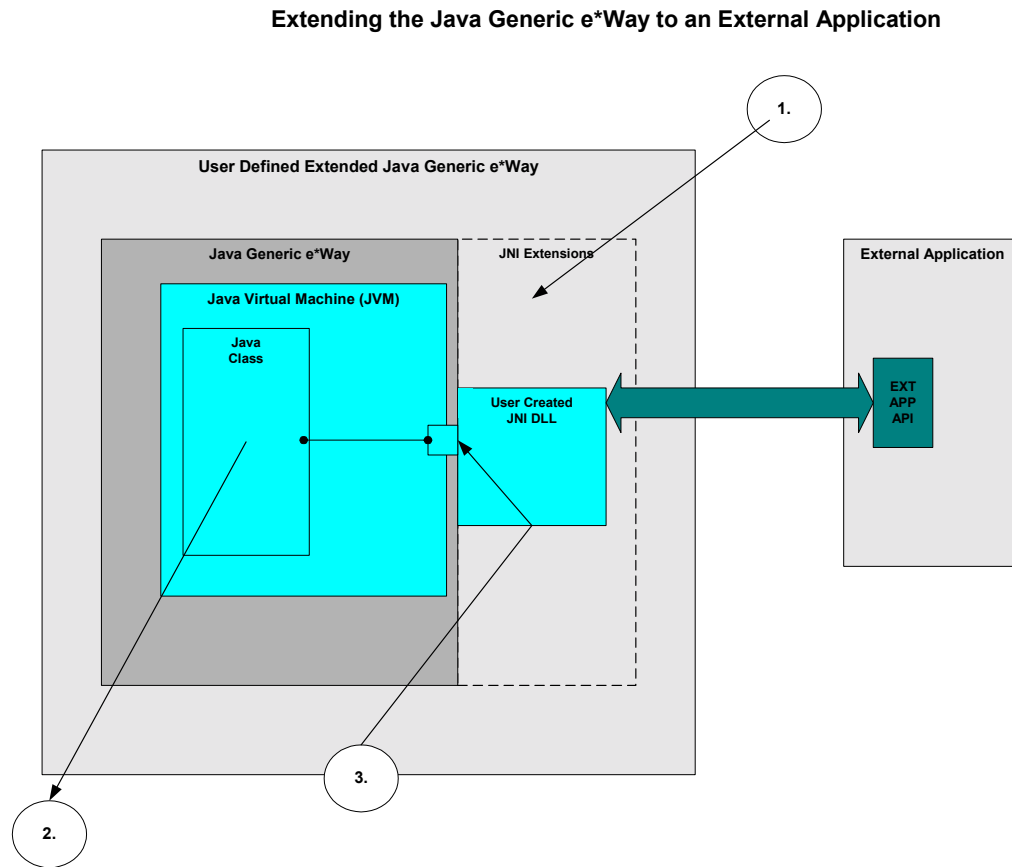 Extending the Java Generic e*Way to an External Application
1.
User Defined Extended Java Generic e*Way
Java Generic e*Way
JNI Extensions
External Application
Java Virtual Machine (JVM)
Java
Class
User Created
JNI DLL
EXT
APP
API
3.
2.